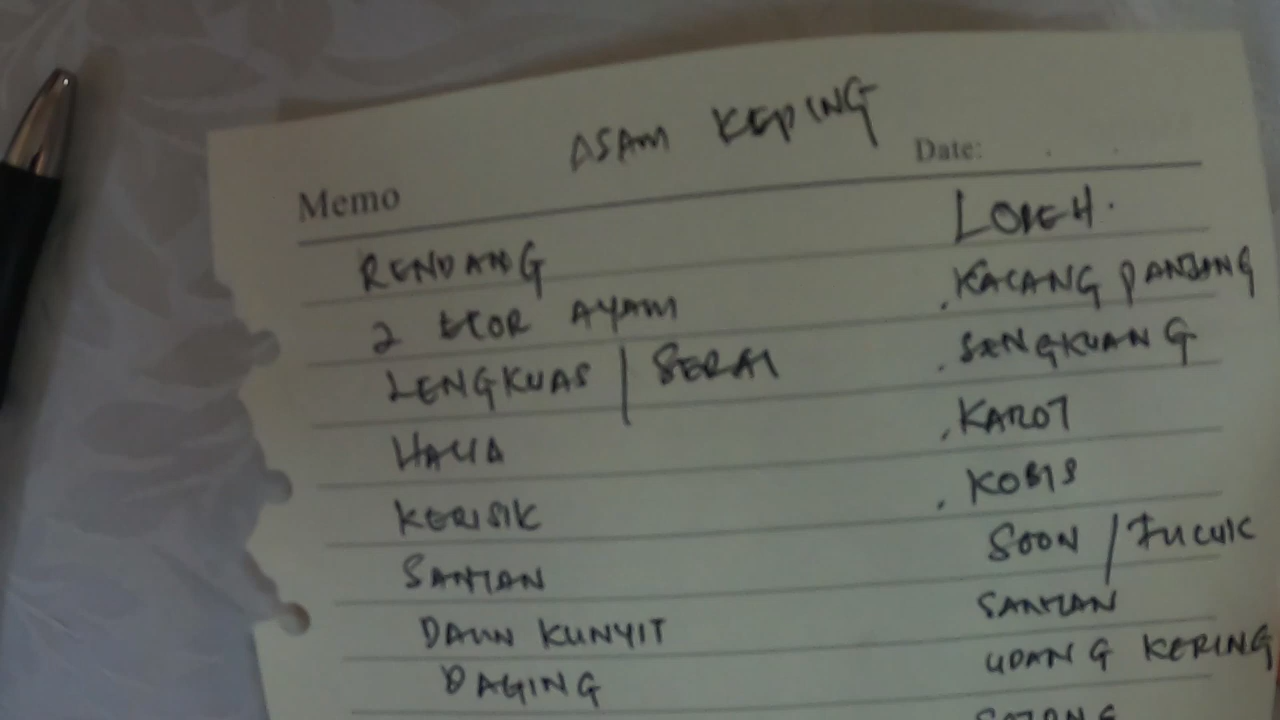 ASAM KEPING
Memo
Date:
RENDANG
2 EKOR AYAM
LENGKUAS / SERAI
HALIA
KERISIK
SANTAN
DAUN KUNYIT
DAGING
LODEH.
. KACANG PANJANG
. SENGKUANG
. KAROT
. KOBIS
SOON / FUCUK
SANTAN
UDANG KERING